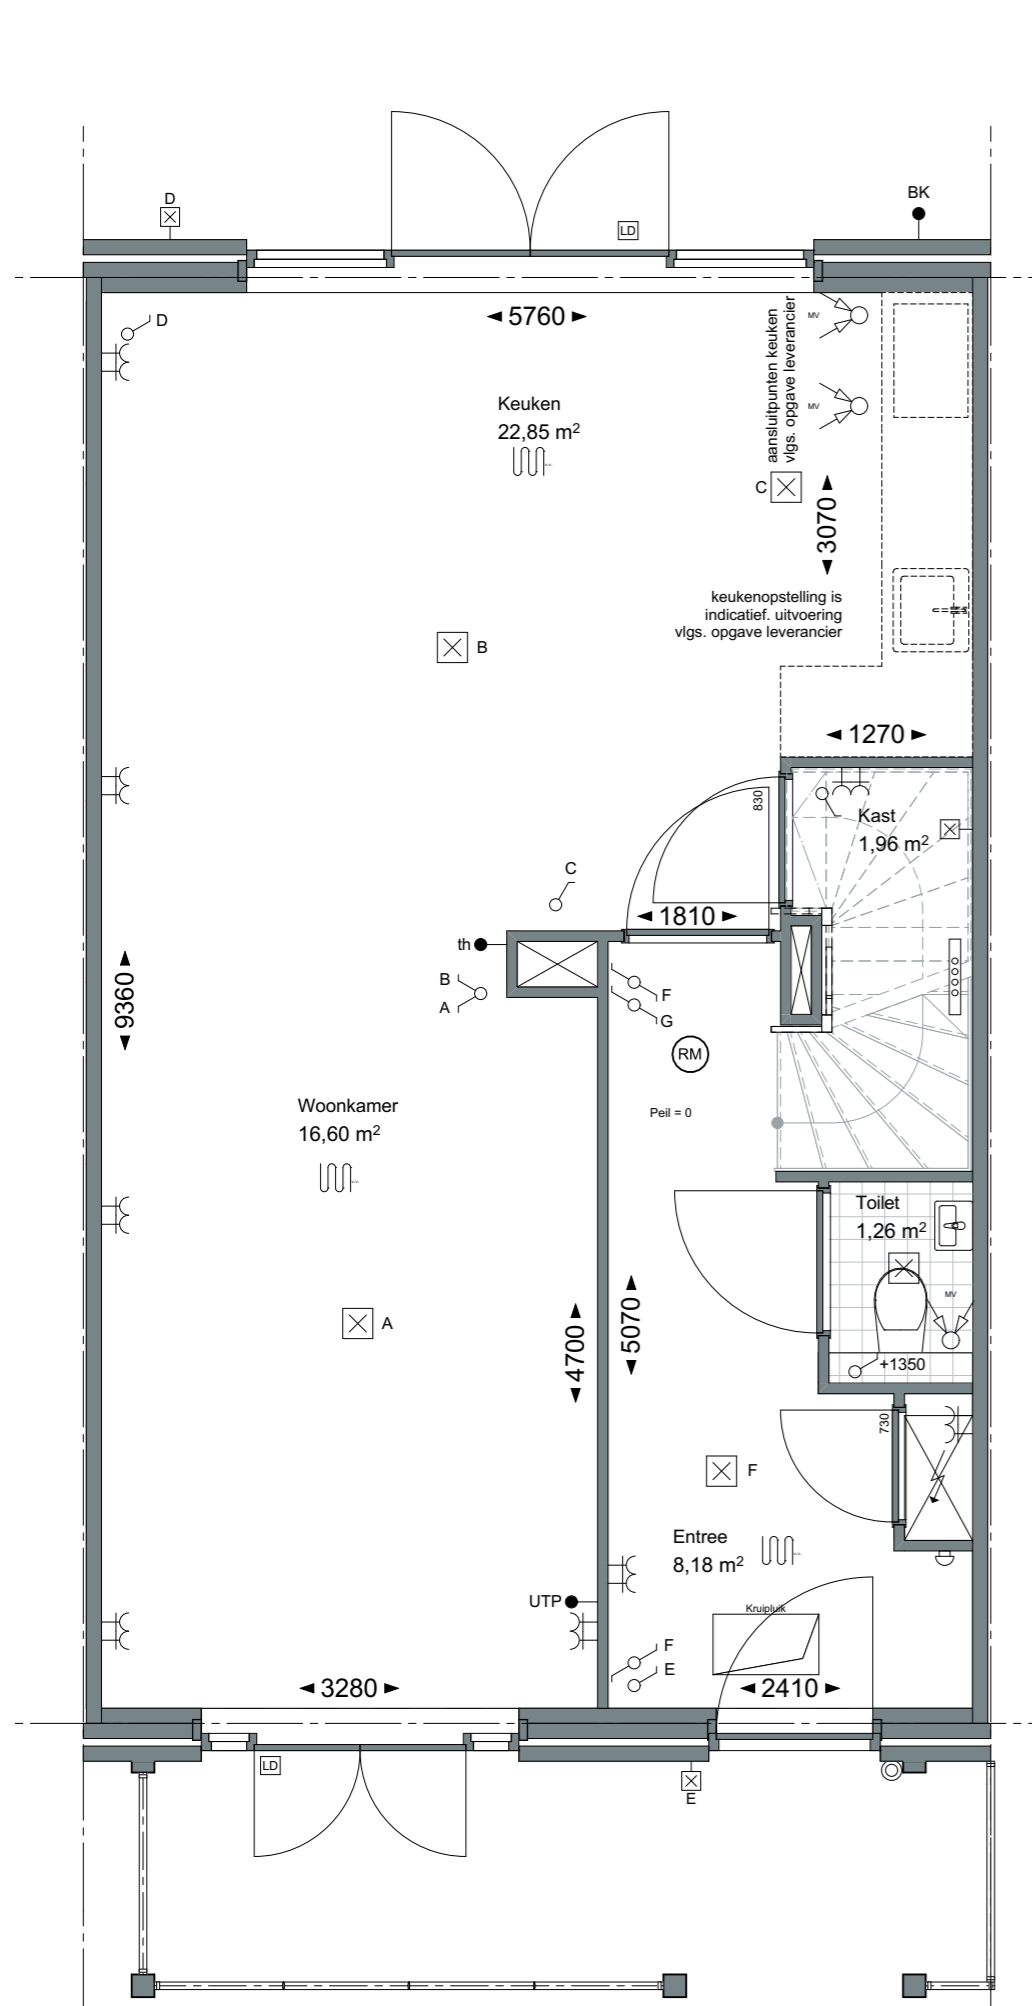 D
BK
LD
D
5760
aansluitpunten keuken
vlgs. opgave leverancier
MV
MV
Keuken
22,85 m²
C
3070
keukenopstelling is
indicatief. uitvoering
vlgs. opgave leverancier
B
1270
830
Kast
1,96 m²
C
1810
th
B
A
F
G
9360
RM
Peil = 0
Woonkamer
16,60 m²
Toilet
1,26 m²
MV
A
4700
5070
+1350
730
F
Entree
8,18 m²
UTP
Kruipluik
F
E
3280
2410
LD
E